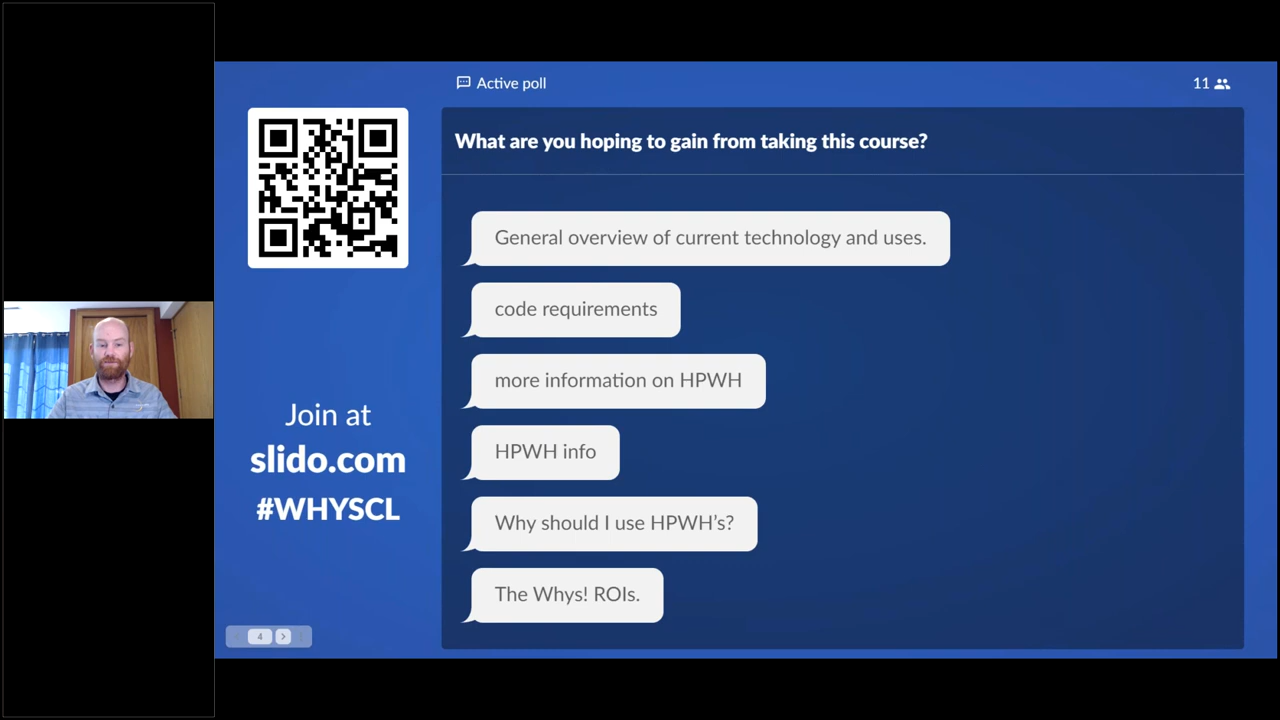 Active poll
11
What are you hoping to gain from taking this course?
General overview of current technology and uses.
code requirements
more information on HPWH
HPWH info
Why should I use HPWH's?
The Whys! ROIs.
Join at
slido.com
#WHYSCL
4